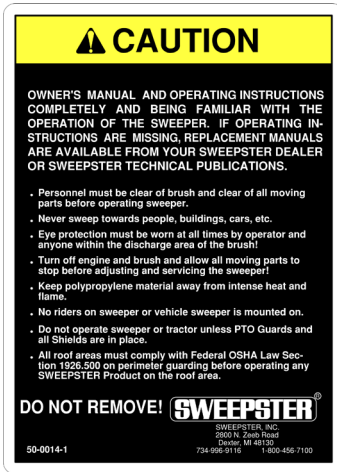 CAUTION
OWNER'S MANUAL AND OPERATING INSTRUCTIONS
COMPLETELY AND BEING FAMILIAR WITH THE
OPERATION OF THE SWEEPER. IF OPERATING IN-
STRUCTIONS ARE MISSING, REPLACEMENT MANUALS
ARE AVAILABLE FROM YOUR SWEEPSTER DEALER
OR SWEEPSTER TECHNICAL PUBLICATIONS.
• Personnel must be clear of brush and clear of all moving
parts before operating sweeper.
• Never sweep towards people, buildings, cars, etc.
• Eye protection must be worn at all times by operator and
anyone within the discharge area of the brush!
• Turn off engine and brush and allow all moving parts to
stop before adjusting and servicing the sweeper!
• Keep polypropylene material away from intense heat and
flame.
• No riders on sweeper or vehicle sweeper is mounted on.
• Do not operate sweeper or tractor unless PTO Guards and
all Shields are in place.
• All roof areas must comply with Federal OSHA Law Sec-
tion 1926.500 on perimeter guarding before operating any
SWEEPSTER Product on the roof area.
DO NOT REMOVE! SWEEPSTER®
SWEEPSTER, INC.
2800 N. Zeeb Road
Dexter, MI 48130
50-0014-1 734-996-9116 1-800-456-7100